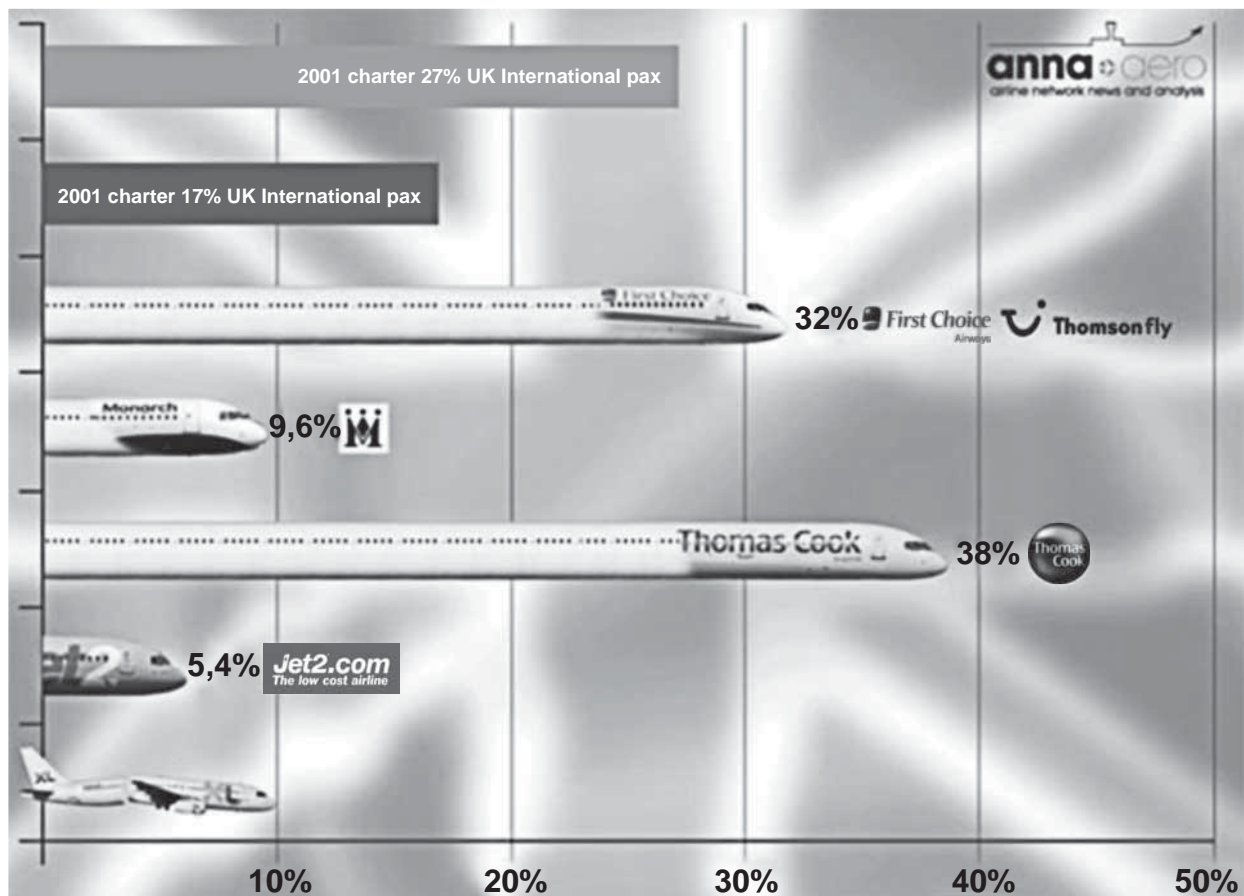 2001 charter 27% UK International pax
anna aero
airline network news and analysis
2001 charter 17% UK International pax
First Choice
32%
First Choice
Airways
Thomsonfly
Monarch
9,6%
Thomas Cook
38%
Thomas
Cook
5,4%
Jet2.com
The low cost airline
XL
10%
20%
30%
40%
50%